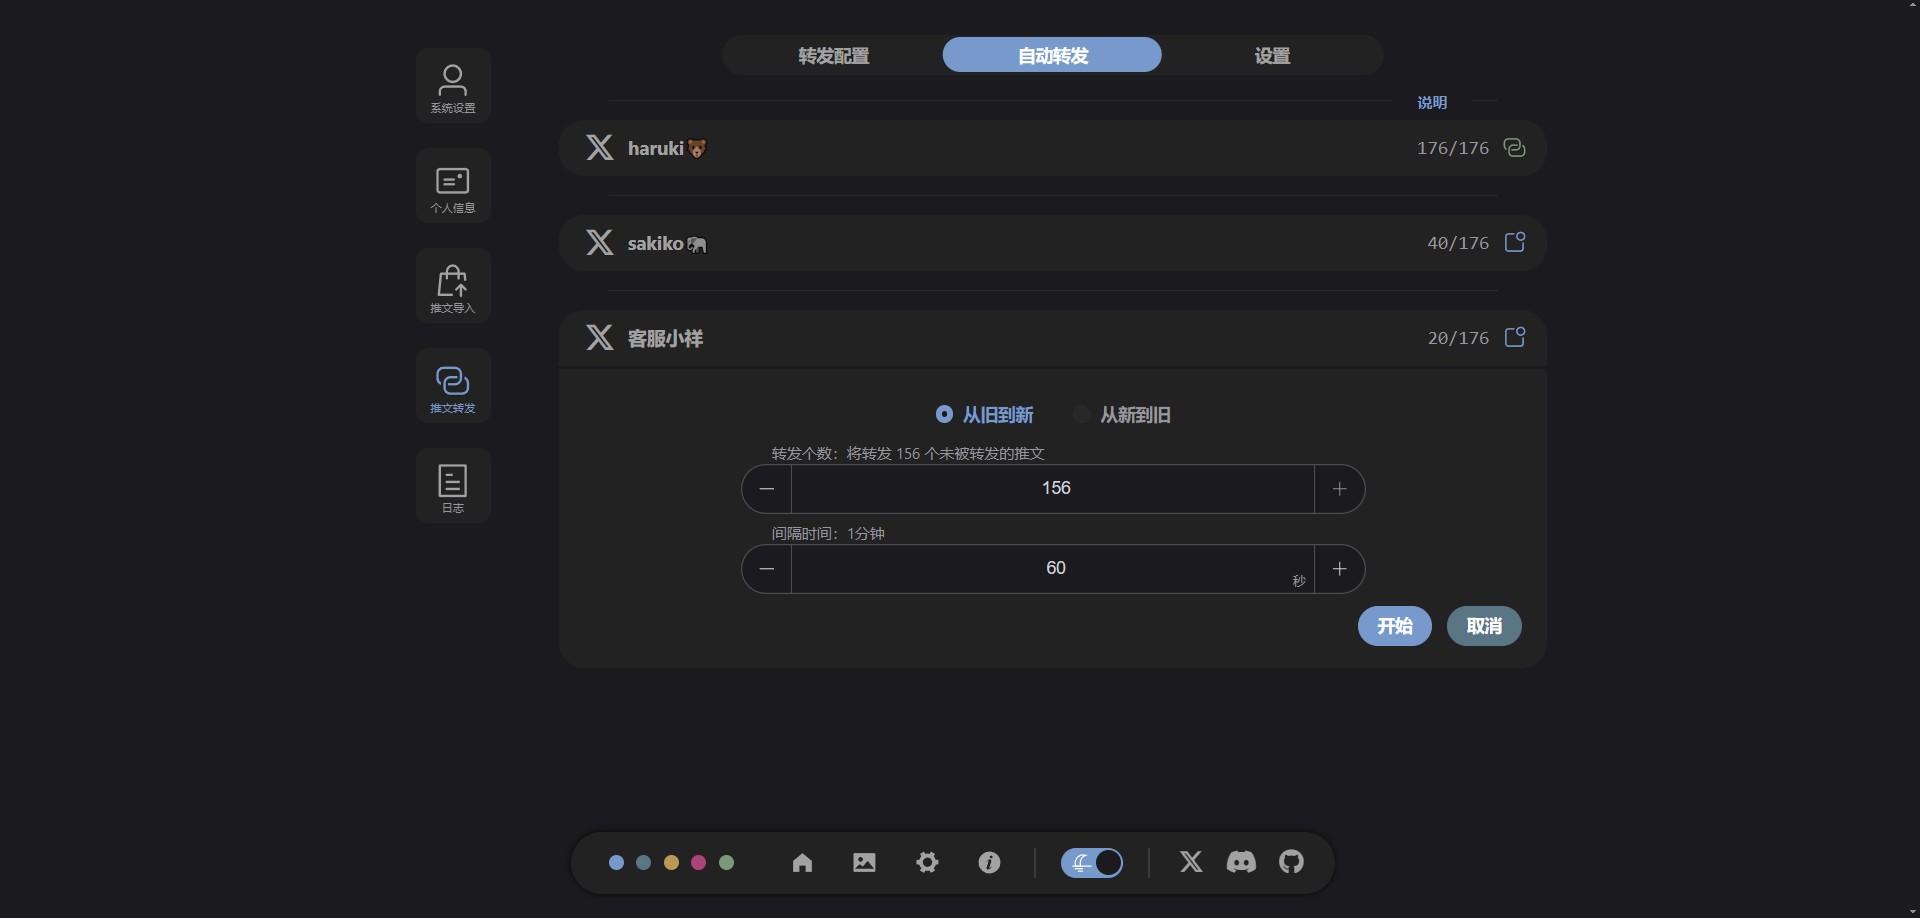 转发配置
自动转发
设置
系统设置
个人信息
推文导入
推文转发
日志
说明
haruki🐻
176/176
sakiko🐘
40/176
客服小祥
20/176
从旧到新
从新到旧
转发个数：将转发 156 个未被转发的推文
156
间隔时间：1分钟
60
秒
开始
取消